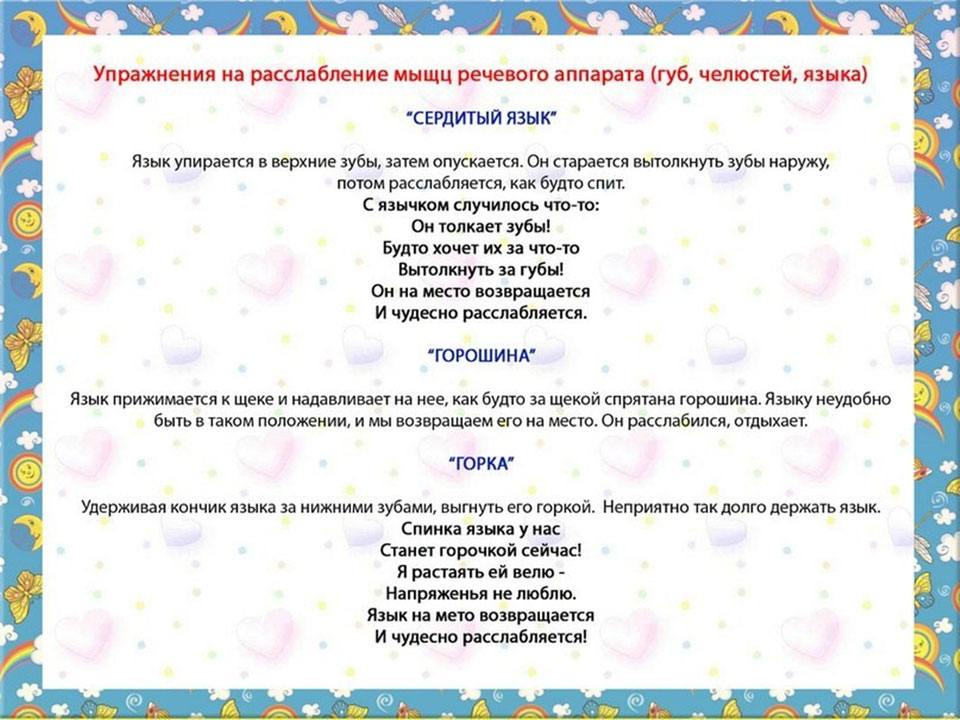 Упражнения на расслабление мыщц речевого аппарата (губ, челюстей, языка)
“СЕРДИТЫЙ ЯЗЫК”
Язык упирается в верхние зубы, затем опускается. Он старается вытолкнуть зубы наружу,
потом расслабляется, как будто спит.
С язычком случилось что-то:
Он толкает зубы!
Будто хочет их за что-то
Вытолкнуть за губы!
Он на место возвращается
И чудесно расслабляется.
“ГОРОШИНА”
Язык прижимается к щеке и надавливает на нее, как будто за щекой спрятана горошина. Языку неудобно
быть в таком положении, и мы возвращаем его на место. Он расслабился, отдыхает.
“ГОРКА”
Удерживая кончик языка за нижними зубами, выгнуть его горкой. Неприятно так долго держать язык.
Спинка языка у нас
Станет горочкой сейчас!
Я растаять ей велю -
Напряженья не люблю.
Язык на мето возвращается
И чудесно расслабляется!